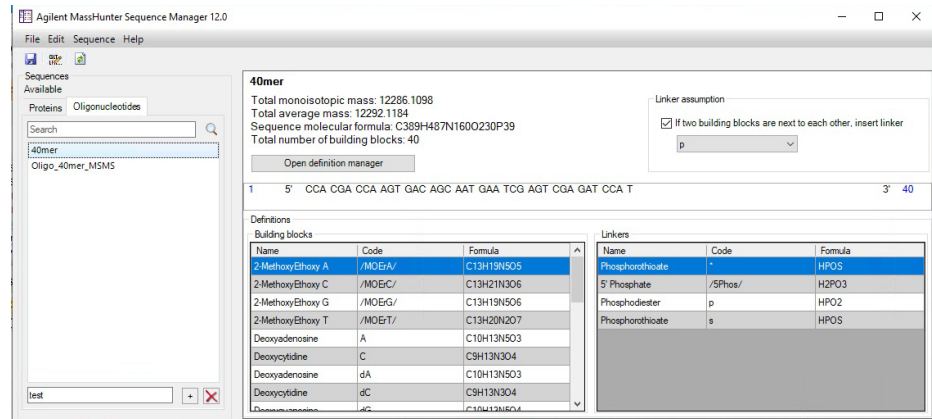 Agilent MassHunter Sequence Manager 12.0
File Edit Sequence Help
Sequences
Available
Proteins Oligonucleotides
Search
40mer
Oligo_40mer_MSMS
test
+
40mer
Total monoisotopic mass: 12286.1098
Total average mass: 12292.1184
Sequence molecular formula: C389H487N160O230P39
Total number of building blocks: 40
Open definition manager
Linker assumption
If two building blocks are next to each other, insert linker
p
1 5' CCA CGA CCA AGT GAC AGC AAT GAA TCG AGT CGA GAT CCA T 3' 40
Definitions
Building blocks
Name Code Formula
2-MethoxyEthoxy A /MOErA/ C13H19N5O5
2-MethoxyEthoxy C /MOErC/ C13H21N3O6
2-MethoxyEthoxy G /MOErG/ C13H19N5O6
2-MethoxyEthoxy T /MOErT/ C13H20N2O7
Deoxyadenosine A C10H13N5O3
Deoxycytidine C C9H13N3O4
Deoxyadenosine dA C10H13N5O3
Deoxycytidine dC C9H13N3O4
Deoxyguanosine dG C10H13N5O4
Linkers
Name Code Formula
Phosphorothioate * HPOS
5' Phosphate /5Phos/ H2PO3
Phosphodiester p HPO2
Phosphorothioate s HPOS